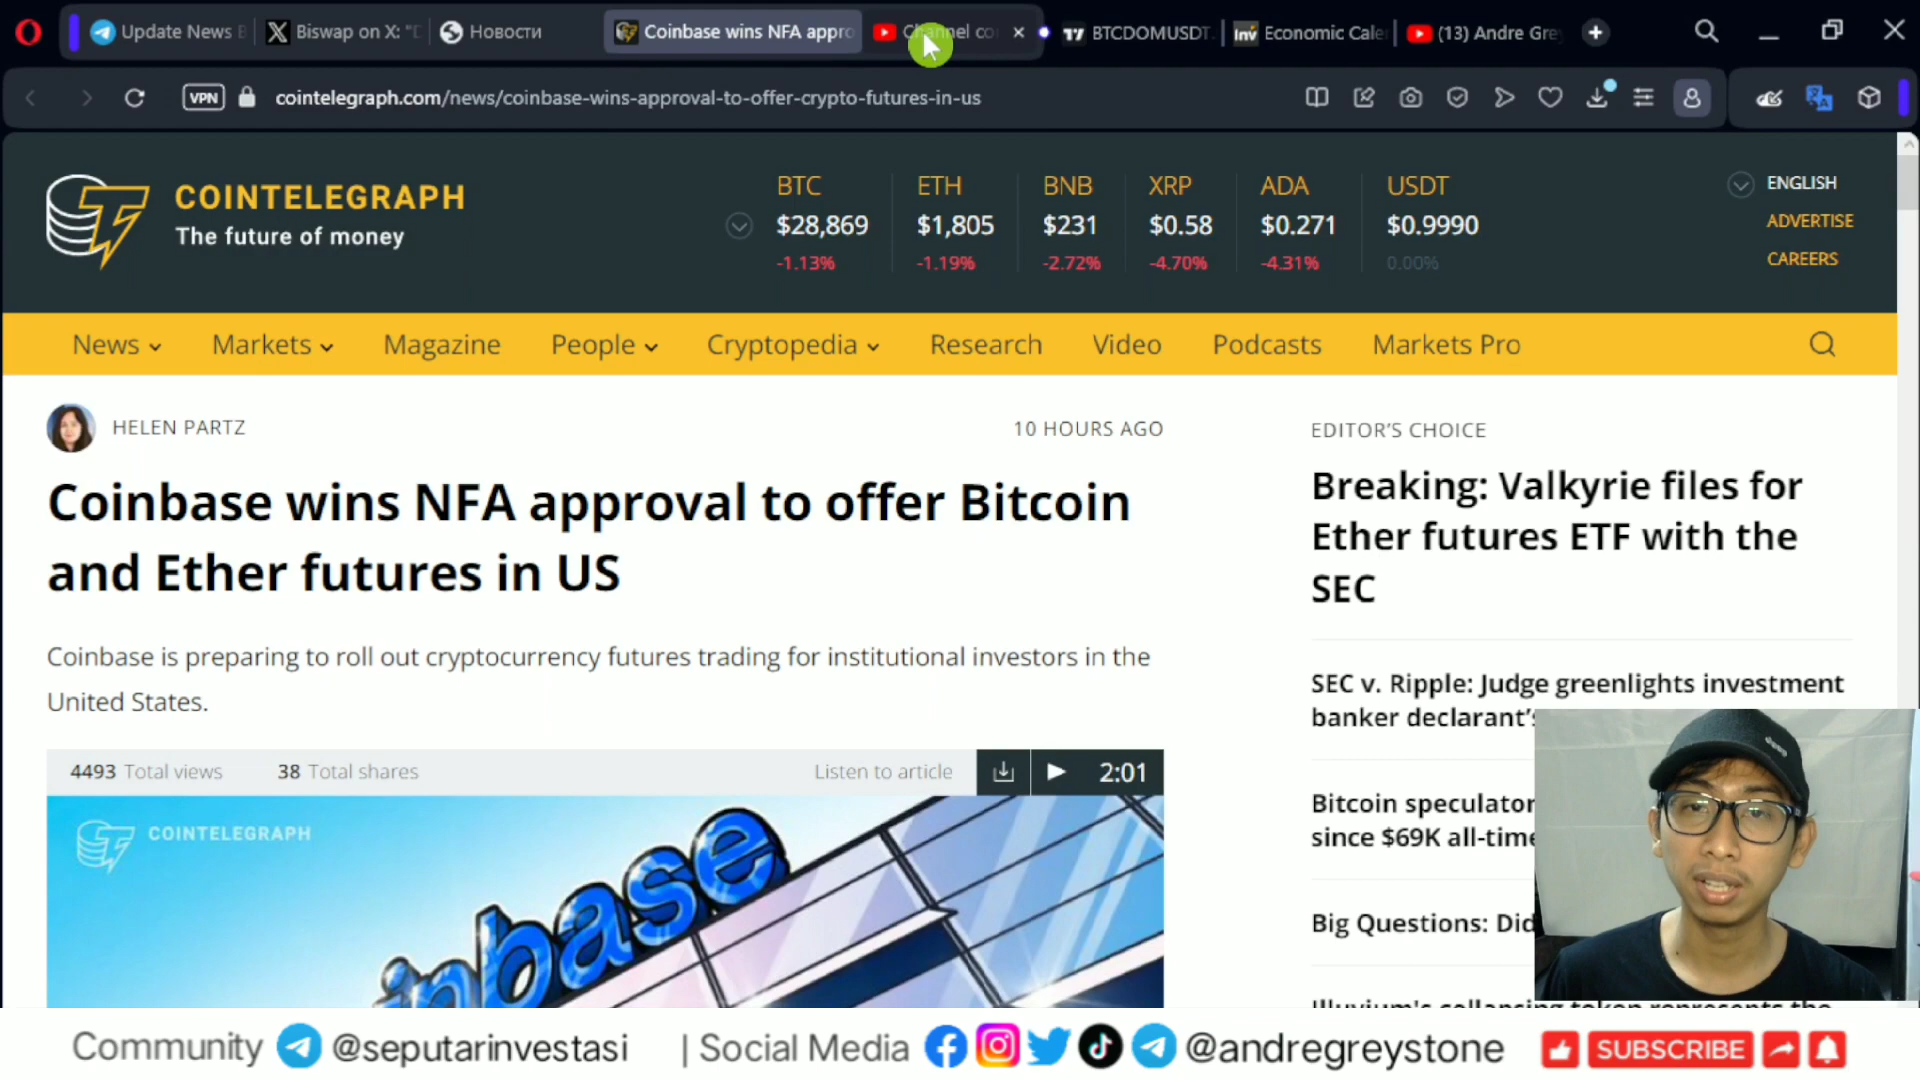 Update News B
Biswap on X: "D
Новости
Coinbase wins NFA appro
Channel co
BTCDOMUSDT
Economic Cale
(13) Andre Grey
VPN
cointelegraph.com/news/coinbase-wins-approval-to-offer-crypto-futures-in-us
COINTELEGRAPH
The future of money
BTC
$28,869
-1.13%
ETH
$1,805
-1.19%
BNB
$231
-2.72%
XRP
$0.58
-4.70%
ADA
$0.271
-4.31%
USDT
$0.9990
0.00%
ENGLISH
ADVERTISE
CAREERS
News
Markets
Magazine
People
Cryptopedia
Research
Video
Podcasts
Markets Pro
HELEN PARTZ
10 HOURS AGO
Coinbase wins NFA approval to offer Bitcoin
and Ether futures in US
Coinbase is preparing to roll out cryptocurrency futures trading for institutional investors in the
United States.
4493 Total views
38 Total shares
Listen to article
2:01
COINTELEGRAPH
inbase
EDITOR'S CHOICE
Breaking: Valkyrie files for
Ether futures ETF with the
SEC
SEC v. Ripple: Judge greenlights investment
banker declarant's
Bitcoin speculator
since $69K all-time
Big Questions: Did
Illuvium's collapsing token represents the
Community @seputarinvestasi | Social Media @andregreystone SUBSCRIBE